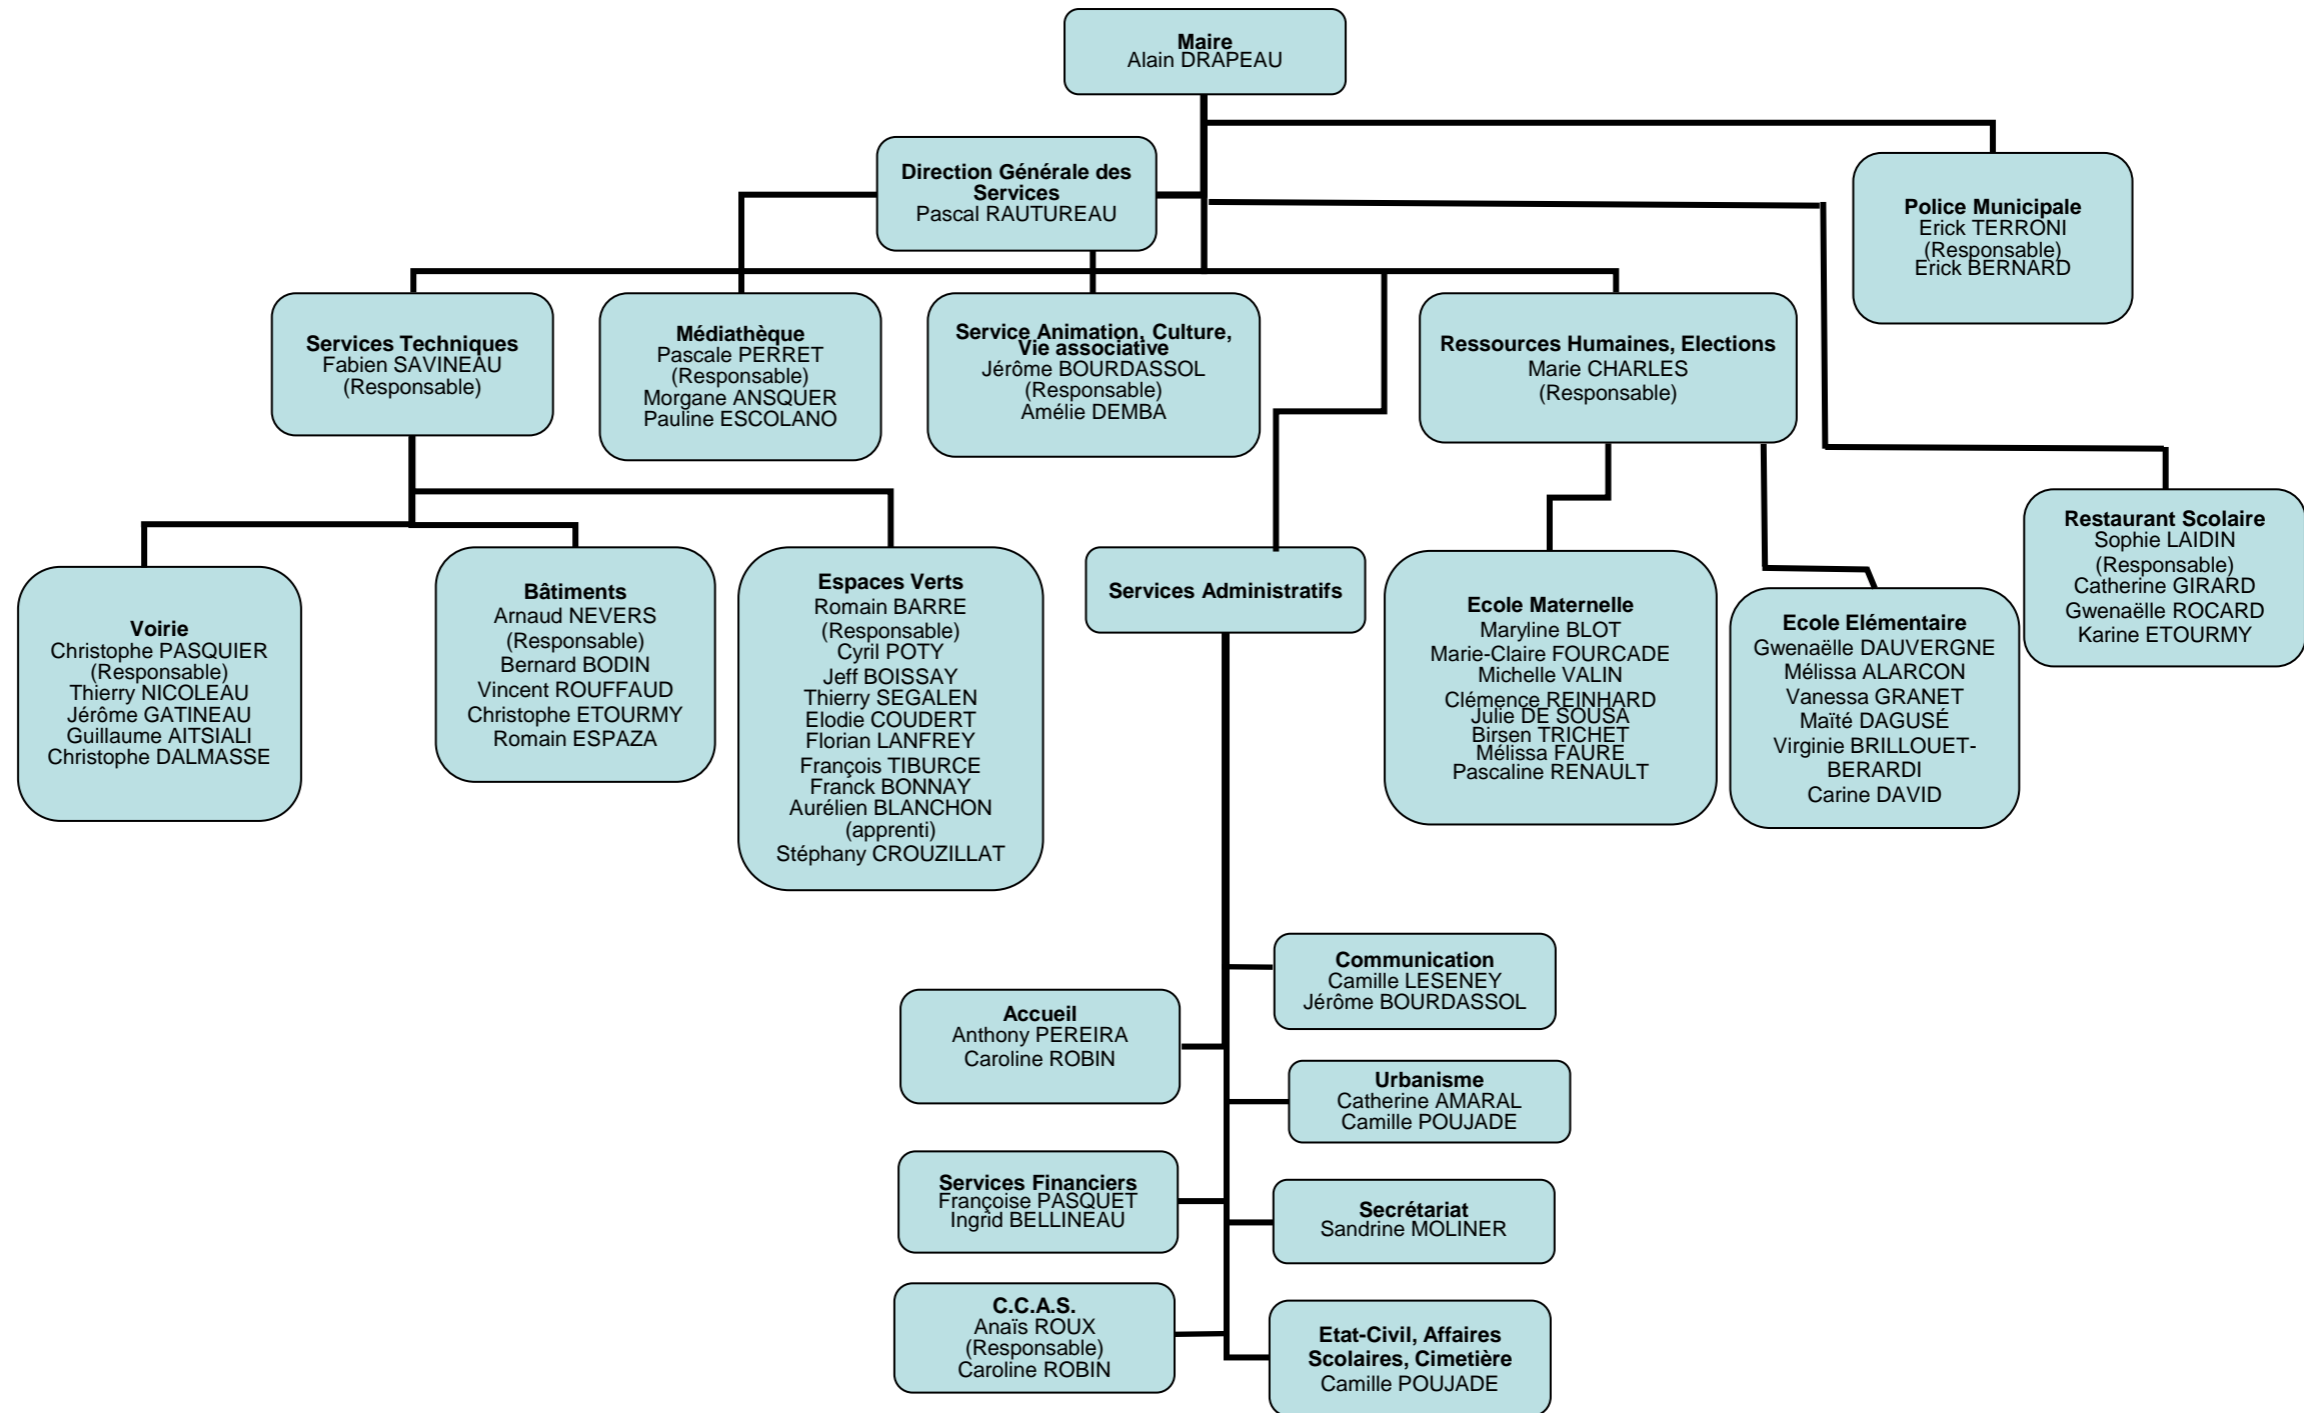 Maire
Alain DRAPEAU
Direction Générale des
Services
Pascal RAUTUREAU
Police Municipale
Erick TERRONI
(Responsable)
Erick BERNARD
Services Techniques
Fabien SAVINEAU
(Responsable)
Médiathèque
Pascale PERRET
(Responsable)
Morgane ANSQUER
Pauline ESCOLANO
Service Animation, Culture,
Vie associative
Jérôme BOURDASSOL
(Responsable)
Amélie DEMBA
Ressources Humaines, Elections
Marie CHARLES
(Responsable)
Restaurant Scolaire
Sophie LAIDIN
(Responsable)
Catherine GIRARD
Gwenaëlle ROCARD
Karine ETOURMY
Voirie
Christophe PASQUIER
(Responsable)
Thierry NICOLEAU
Jérôme GATINEAU
Guillaume AITSIALI
Christophe DALMASSE
Bâtiments
Arnaud NEVERS
(Responsable)
Bernard BODIN
Vincent ROUFFAUD
Christophe ETOURMY
Romain ESPAZA
Espaces Verts
Romain BARRE
(Responsable)
Cyril POTY
Jeff BOISSAY
Thierry SEGALEN
Elodie COUDERT
Florian LANFREY
François TIBURCE
Franck BONNAY
Aurélien BLANCHON
(apprenti)
Stéphany CROUZILLAT
Services Administratifs
Ecole Maternelle
Maryline BLOT
Marie-Claire FOURCADE
Michelle VALIN
Clémence REINHARD
Julie DE SOUSA
Birsen TRICHET
Mélissa FAURE
Pascaline RENAULT
Ecole Elémentaire
Gwenaëlle DAUVERGNE
Mélissa ALARCON
Vanessa GRANET
Maïté DAGUSÉ
Virginie BRILLOUET-
BERARDI
Carine DAVID
Communication
Camille LESENEY
Jérôme BOURDASSOL
Accueil
Anthony PEREIRA
Caroline ROBIN
Urbanisme
Catherine AMARAL
Camille POUJADE
Services Financiers
Françoise PASQUET
Ingrid BELLINEAU
Secrétariat
Sandrine MOLINER
C.C.A.S.
Anaïs ROUX
(Responsable)
Caroline ROBIN
Etat-Civil, Affaires
Scolaires, Cimetière
Camille POUJADE